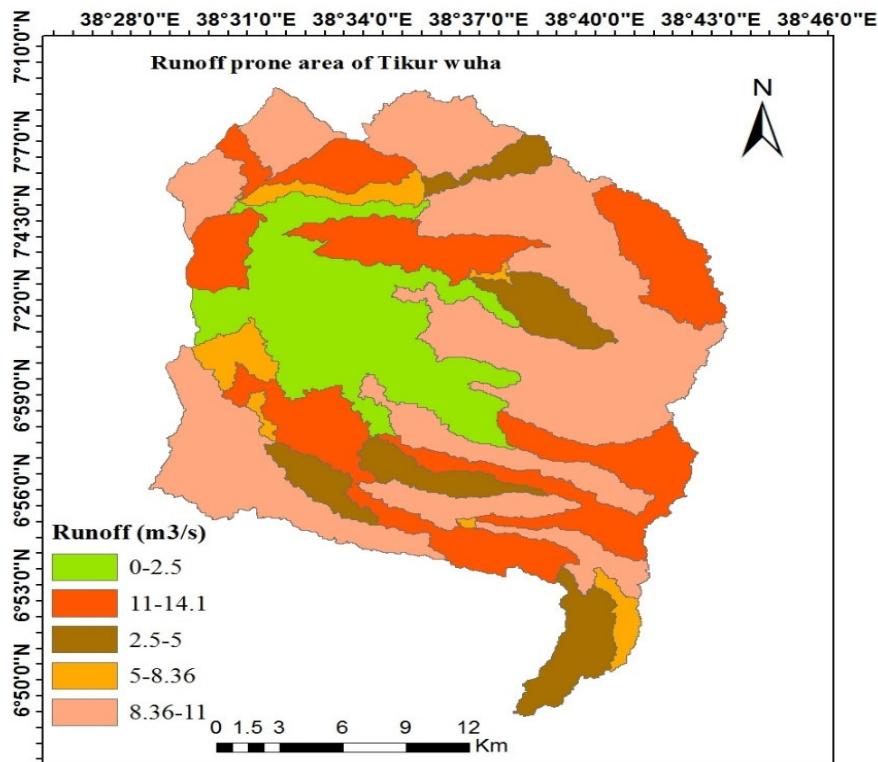 38°28'0"E 38°31'0"E 38°34'0"E 38°37'0"E 38°40'0"E 38°43'0"E 38°46'0"E
7°10'0"N
Runoff prone area of Tikur wuha
N
7°7'0"N
7°4'30"N
7°2'0"N
6°59'0"N
6°56'0"N
6°53'0"N
6°50'0"N
Runoff (m3/s)
0-2.5
11-14.1
2.5-5
5-8.36
8.36-11
0 1.5 3 6 9 12
Km